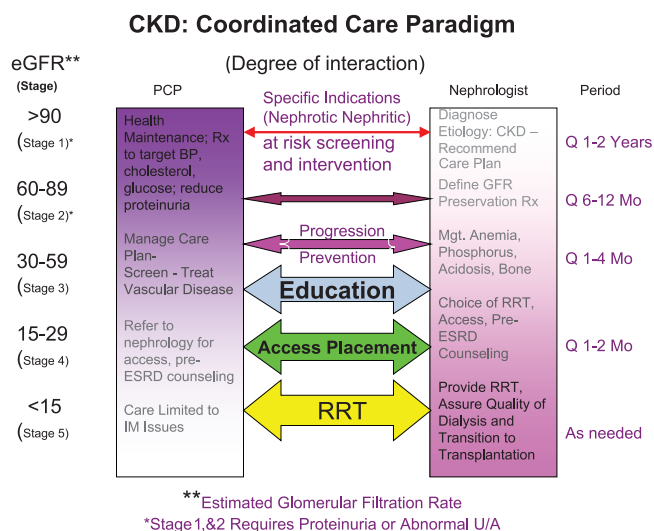 CKD: Coordinated Care Paradigm
eGFR**
(Stage)
(Degree of interaction)
PCP
Nephrologist
Period
>90
(Stage 1)*
60-89
(Stage 2)*
30-59
(Stage 3)
15-29
(Stage 4)
<15
(Stage 5)
Health
Maintenance; Rx
to target BP,
cholesterol,
glucose; reduce
proteinuria
Manage Care
Plan-
Screen - Treat
Vascular Disease
Refer to
nephrology for
access, pre-
ESRD counseling
Care Limited to
IM Issues
Specific Indications
(Nephrotic Nephritic)
at risk screening
and intervention
Progression
Prevention
Education
Access Placement
RRT
Diagnose
Etiology: CKD –
Recommend
Care Plan
Define GFR
Preservation Rx
Mgt. Anemia,
Phosphorus,
Acidosis, Bone
Choice of RRT,
Access, Pre-
ESRD
Counseling
Provide RRT,
Assure Quality of
Dialysis and
Transition to
Transplantation
Q 1-2 Years
Q 6-12 Mo
Q 1-4 Mo
Q 1-2 Mo
As needed
**Estimated Glomerular Filtration Rate
*Stage1,&2 Requires Proteinuria or Abnormal U/A